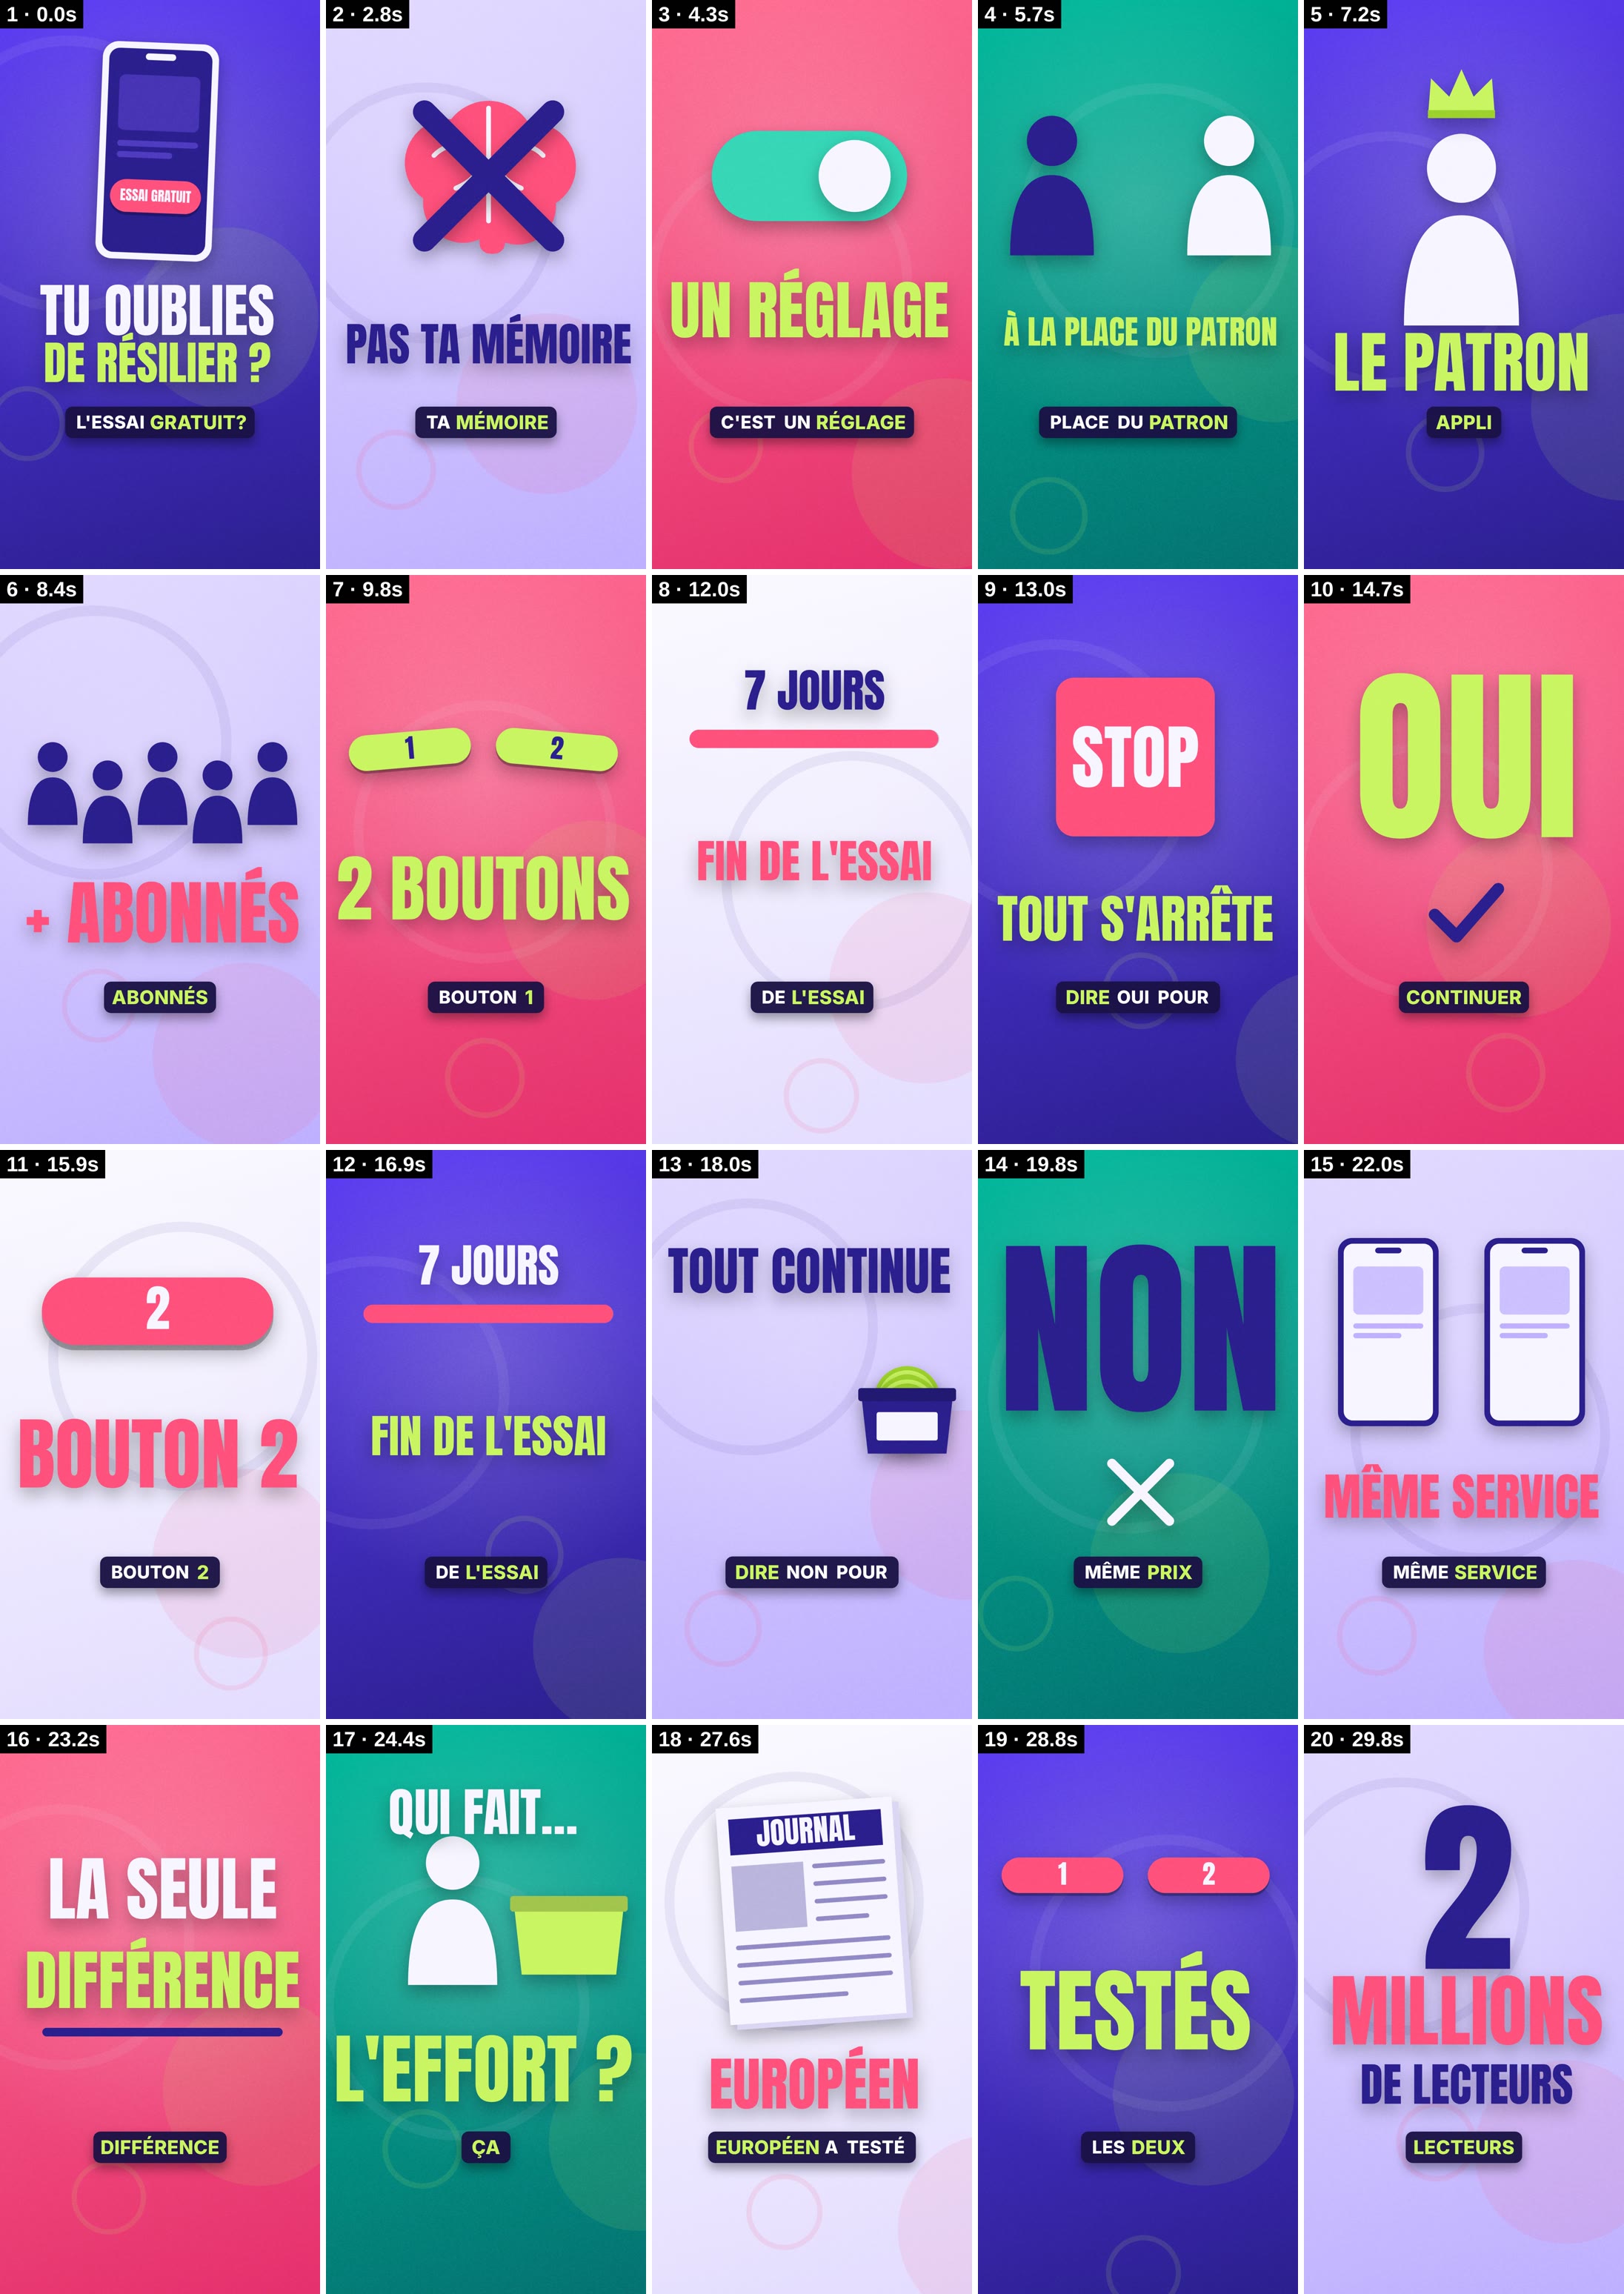 1 · 0.0s
ESSAI GRATUIT
TU OUBLIES
DE RÉSILIER ?
L'ESSAI GRATUIT?
2 · 2.8s
PAS TA MÉMOIRE
TA MÉMOIRE
3 · 4.3s
UN RÉGLAGE
C'EST UN RÉGLAGE
4 · 5.7s
À LA PLACE DU PATRON
PLACE DU PATRON
5 · 7.2s
LE PATRON
APPLI
6 · 8.4s
+ ABONNÉS
ABONNÉS
7 · 9.8s
1
2
2 BOUTONS
BOUTON 1
8 · 12.0s
7 JOURS
FIN DE L'ESSAI
DE L'ESSAI
9 · 13.0s
STOP
TOUT S'ARRÊTE
DIRE OUI POUR
10 · 14.7s
OUI
CONTINUER
11 · 15.9s
2
BOUTON 2
BOUTON 2
12 · 16.9s
7 JOURS
FIN DE L'ESSAI
DE L'ESSAI
13 · 18.0s
TOUT CONTINUE
DIRE NON POUR
14 · 19.8s
NON
MÊME PRIX
15 · 22.0s
MÊME SERVICE
MÊME SERVICE
16 · 23.2s
LA SEULE
DIFFÉRENCE
DIFFÉRENCE
17 · 24.4s
QUI FAIT...
L'EFFORT ?
ÇA
18 · 27.6s
JOURNAL
EUROPÉEN
EUROPÉEN A TESTÉ
19 · 28.8s
1
2
TESTÉS
LES DEUX
20 · 29.8s
2
MILLIONS
DE LECTEURS
LECTEURS